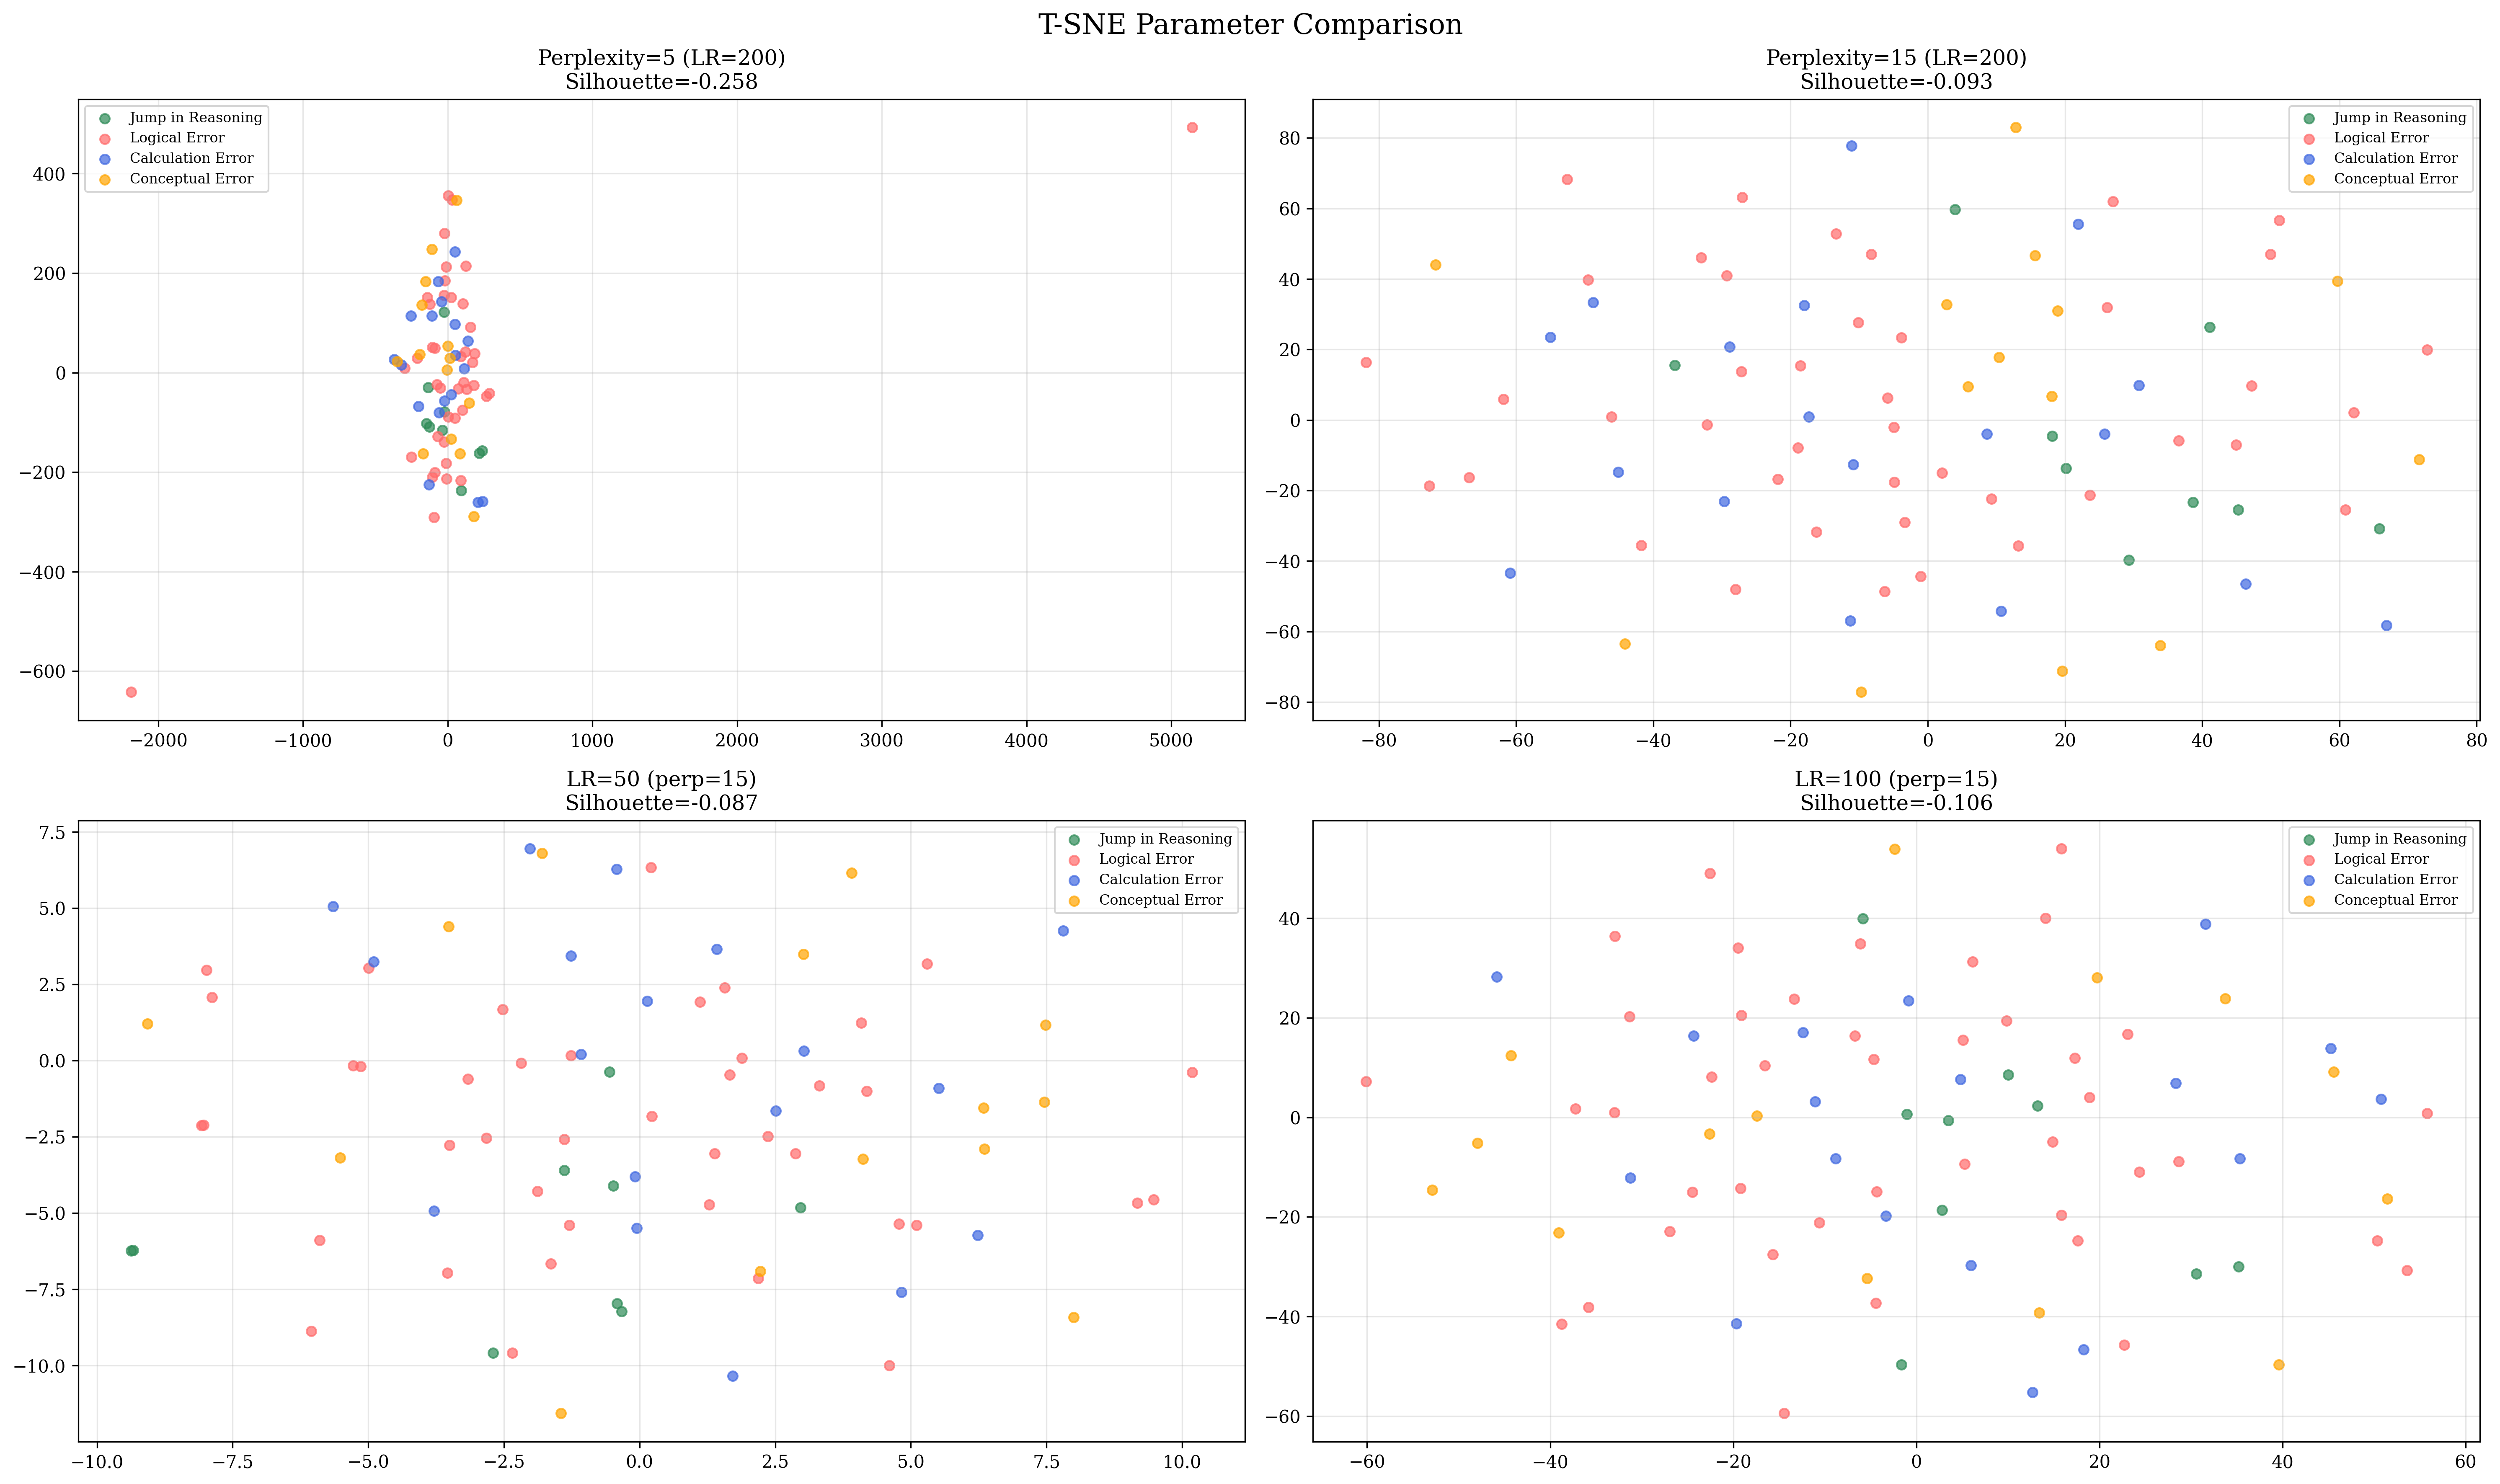 T-SNE Parameter Comparison
Perplexity=5 (LR=200)
Silhouette=-0.258
Jump in Reasoning
Logical Error
Calculation Error
Conceptual Error
400
200
0
−200
−400
−600
−2000
−1000
0
1000
2000
3000
4000
5000
Perplexity=15 (LR=200)
Silhouette=-0.093
Jump in Reasoning
Logical Error
Calculation Error
Conceptual Error
80
60
40
20
0
−20
−40
−60
−80
−80
−60
−40
−20
0
20
40
60
80
LR=50 (perp=15)
Silhouette=-0.087
Jump in Reasoning
Logical Error
Calculation Error
Conceptual Error
7.5
5.0
2.5
0.0
−2.5
−5.0
−7.5
−10.0
−10.0
−7.5
−5.0
−2.5
0.0
2.5
5.0
7.5
10.0
LR=100 (perp=15)
Silhouette=-0.106
Jump in Reasoning
Logical Error
Calculation Error
Conceptual Error
40
20
0
−20
−40
−60
−60
−40
−20
0
20
40
60